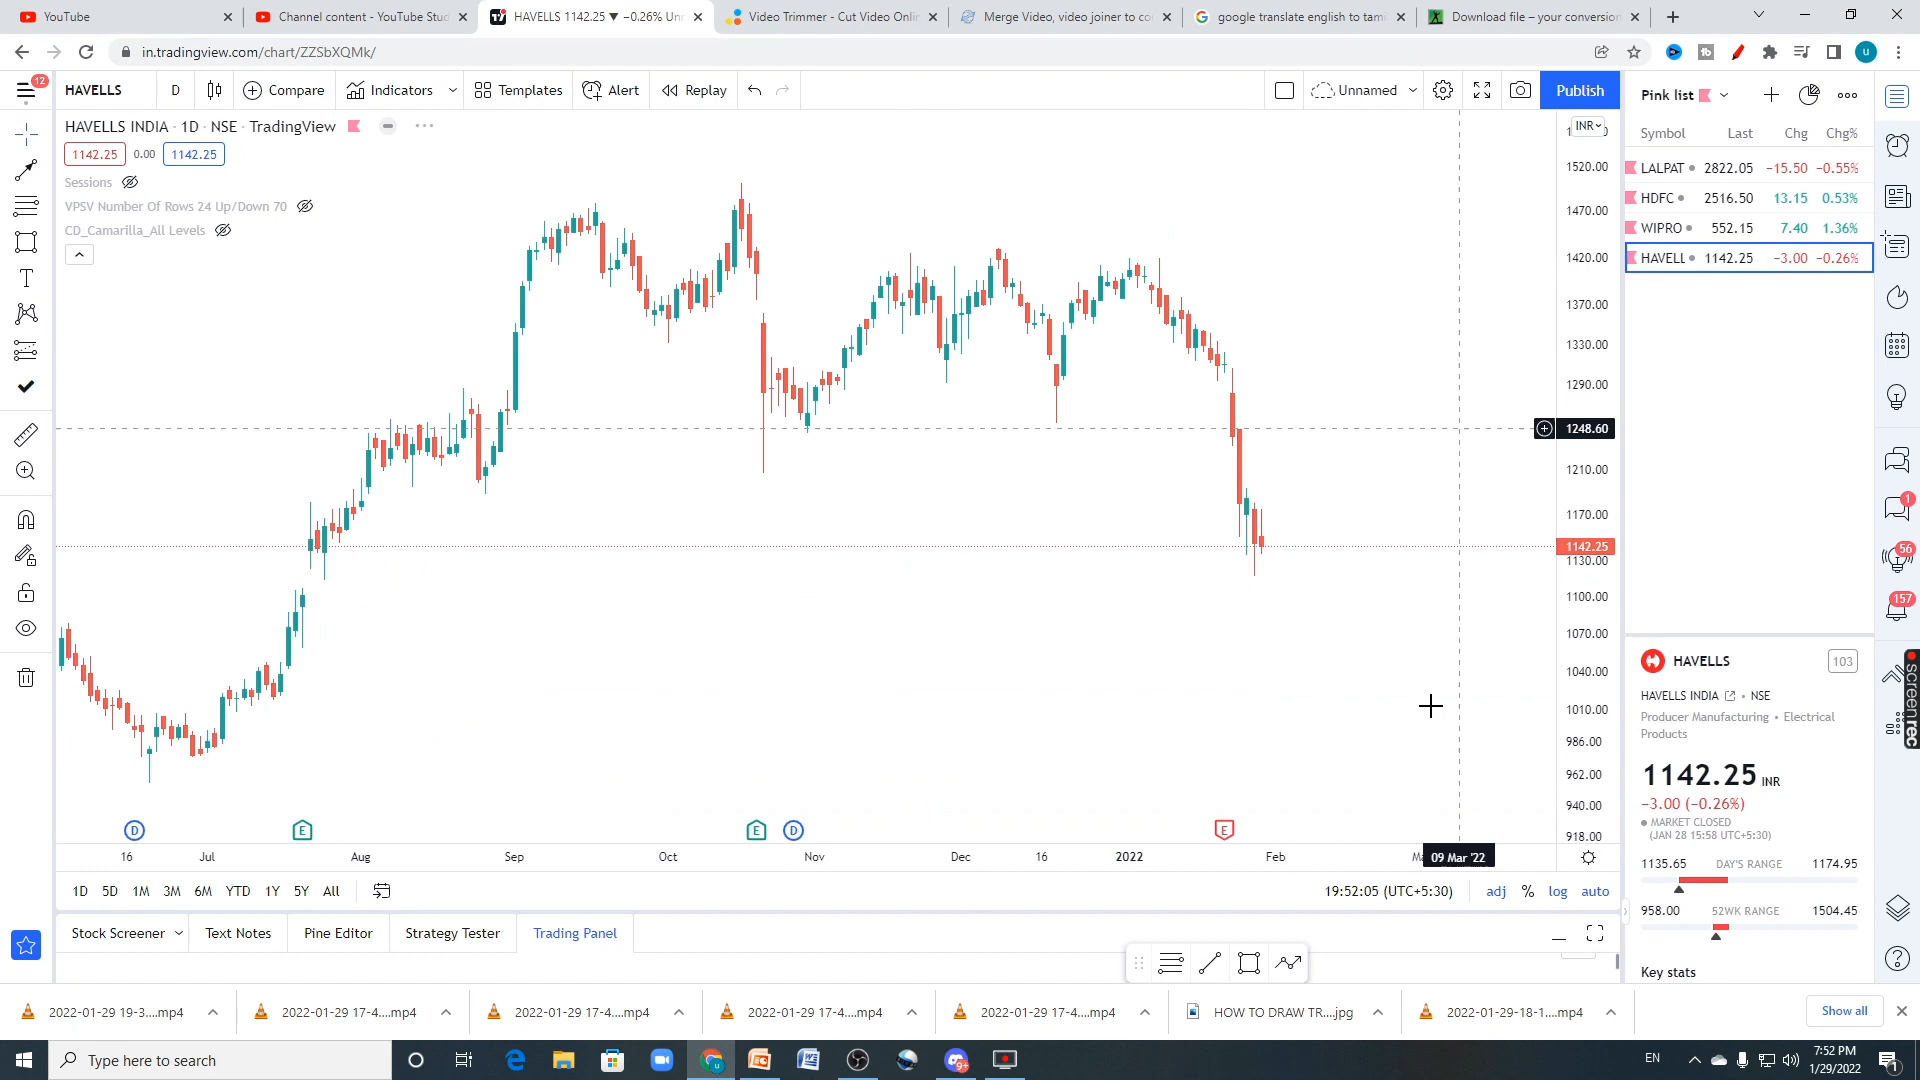 YouTube
Channel content - YouTube Stud
HAVELLS 1142.25 ▼ −0.26% Unn
Video Trimmer - Cut Video Onlin
Merge Video, video joiner to co
google translate english to tamil
Download file – your conversion
in.tradingview.com/chart/ZZSbXQMk/
12
HAVELLS
D
Compare
Indicators
Templates
Alert
Replay
Unnamed
Publish
Pink list
HAVELLS INDIA · 1D · NSE · TradingView
1142.25 0.00 1142.25
Sessions
VPSV Number Of Rows 24 Up/Down 70
CD_Camarilla_All Levels
INR
1520.00
1470.00
1420.00
1370.00
1330.00
1290.00
1248.60
1210.00
1170.00
1142.25
1130.00
1100.00
1070.00
1040.00
1010.00
986.00
962.00
940.00
918.00
Symbol Last Chg Chg%
LALPAT 2822.05 −15.50 −0.55%
HDFC 2516.50 13.15 0.53%
WIPRO 552.15 7.40 1.36%
HAVELL 1142.25 −3.00 −0.26%
1
56
157
D E E D E
16 Jul Aug Sep Oct Nov Dec 16 2022 Feb 09 Mar '22
1D 5D 1M 3M 6M YTD 1Y 5Y All
19:52:05 (UTC+5:30) adj % log auto
Stock Screener
Text Notes
Pine Editor
Strategy Tester
Trading Panel
HAVELLS 103
HAVELLS INDIA • NSE
Producer Manufacturing • Electrical
Products
1142.25 INR
−3.00 (−0.26%)
MARKET CLOSED
(JAN 28 15:58 UTC+5:30)
1135.65 DAY'S RANGE 1174.95
958.00 52WK RANGE 1504.45
Key stats
screenrec
2022-01-29 19-3....mp4
2022-01-29 17-4....mp4
2022-01-29 17-4....mp4
2022-01-29 17-4....mp4
2022-01-29 17-4....mp4
HOW TO DRAW TR....jpg
2022-01-29-18-1....mp4
Show all
Type here to search
9+
EN
7:52 PM
1/29/2022
1